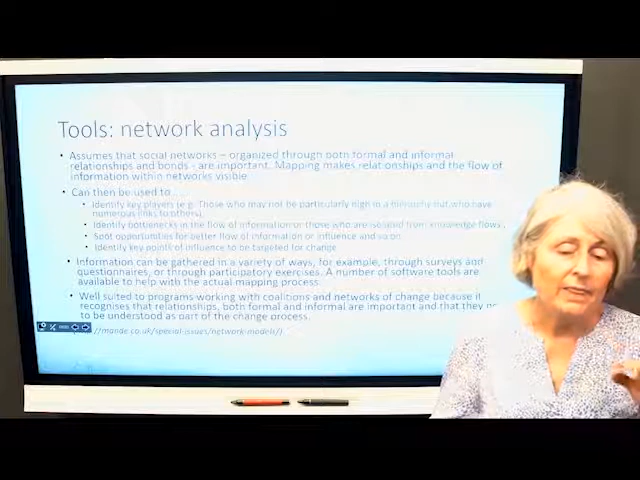 Tools: network analysis
• Assumes that social networks – organized through both formal and informal
relationships and bonds - are important. Mapping makes relationships and the flow of
information within networks visible
• Can then be used to ...
• Identify key players (e.g. Those who may not be particularly high in a hierarchy but who have
numerous links to others).
• Identify bottlenecks in the flow of information or those who are isolated from knowledge flows,
• Spot opportunities for better flow of information or influence and so on
• Identify key points of influence to be targeted for change
• Information can be gathered in a variety of ways, for example, through surveys and
questionnaires, or through participatory exercises. A number of software tools are
available to help with the actual mapping process.
• Well suited to programs working with coalitions and networks of change because it
recognises that relationships, both formal and informal are important and that they
to be understood as part of the change process.
//mande.co.uk/special-issues/network-models/)